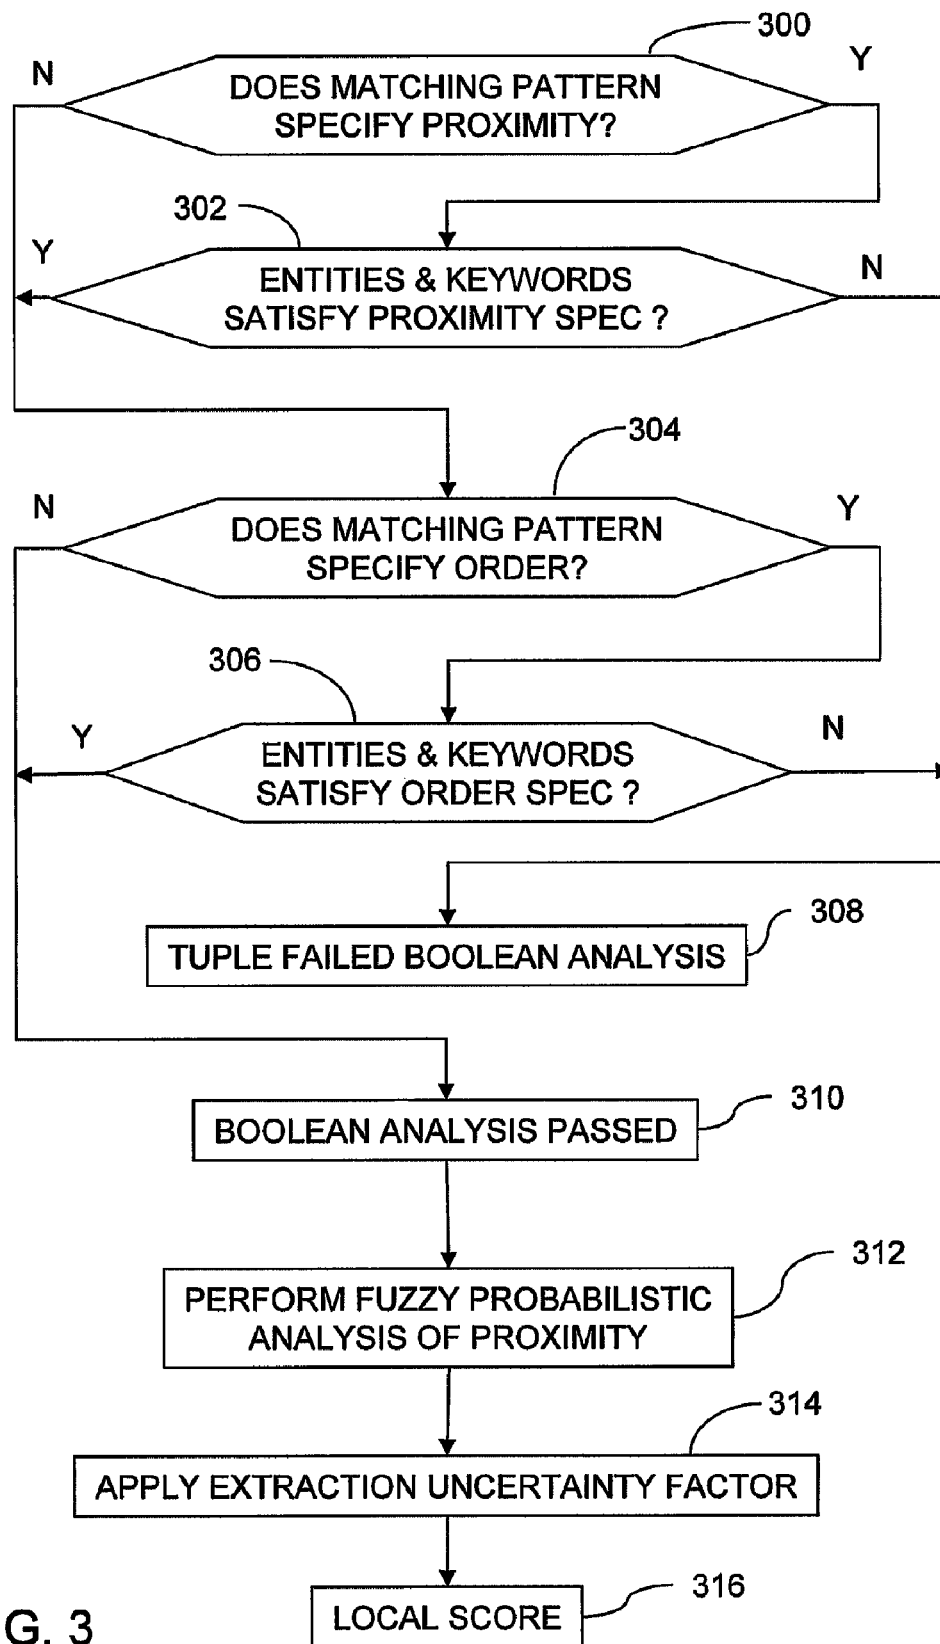 300
N
Y
DOES MATCHING PATTERN
SPECIFY PROXIMITY?
302
Y
N
ENTITIES & KEYWORDS
SATISFY PROXIMITY SPEC ?
304
N
Y
DOES MATCHING PATTERN
SPECIFY ORDER?
306
Y
N
ENTITIES & KEYWORDS
SATISFY ORDER SPEC ?
308
TUPLE FAILED BOOLEAN ANALYSIS
310
BOOLEAN ANALYSIS PASSED
312
PERFORM FUZZY PROBABILISTIC
ANALYSIS OF PROXIMITY
314
APPLY EXTRACTION UNCERTAINTY FACTOR
316
LOCAL SCORE
G. 3